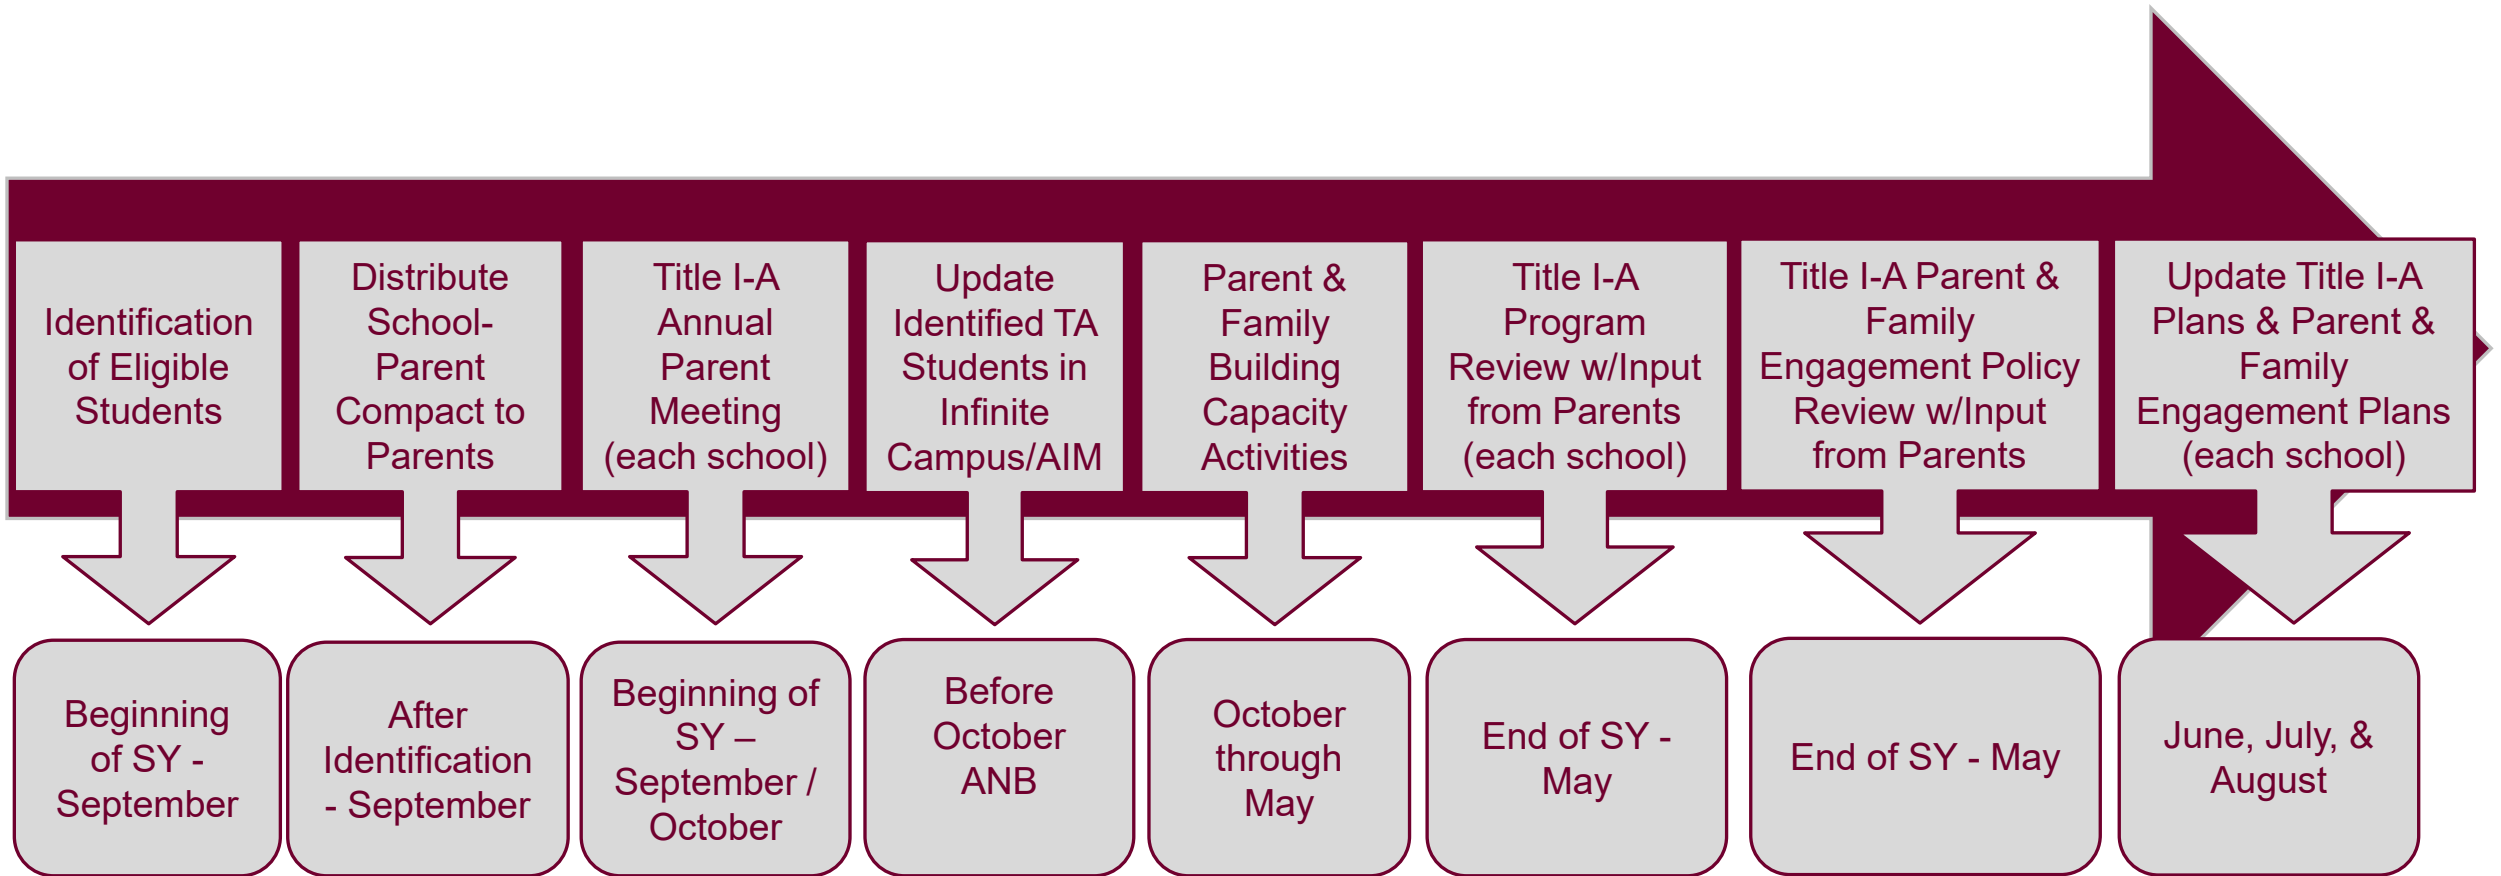 Identification
of Eligible
Students
Distribute
School-
Parent
Compact to
Parents
Title I-A
Annual
Parent
Meeting
(each school)
Update
Identified TA
Students in
Infinite
Campus/AIM
Parent &
Family
Building
Capacity
Activities
Title I-A
Program
Review w/Input
from Parents
(each school)
Title I-A Parent &
Family
Engagement Policy
Review w/Input
from Parents
Update Title I-A
Plans & Parent &
Family
Engagement Plans
(each school)
Beginning
of SY -
September
After
Identification
- September
Beginning of
SY –
September /
October
Before
October
ANB
October
through
May
End of SY -
May
End of SY - May
June, July, &
August